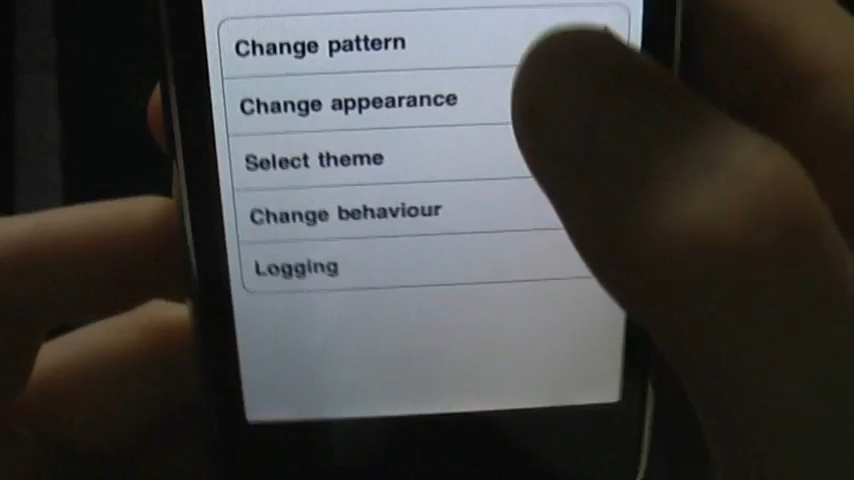 Change pattern
Change appearance
Select theme
Change behaviour
Logging